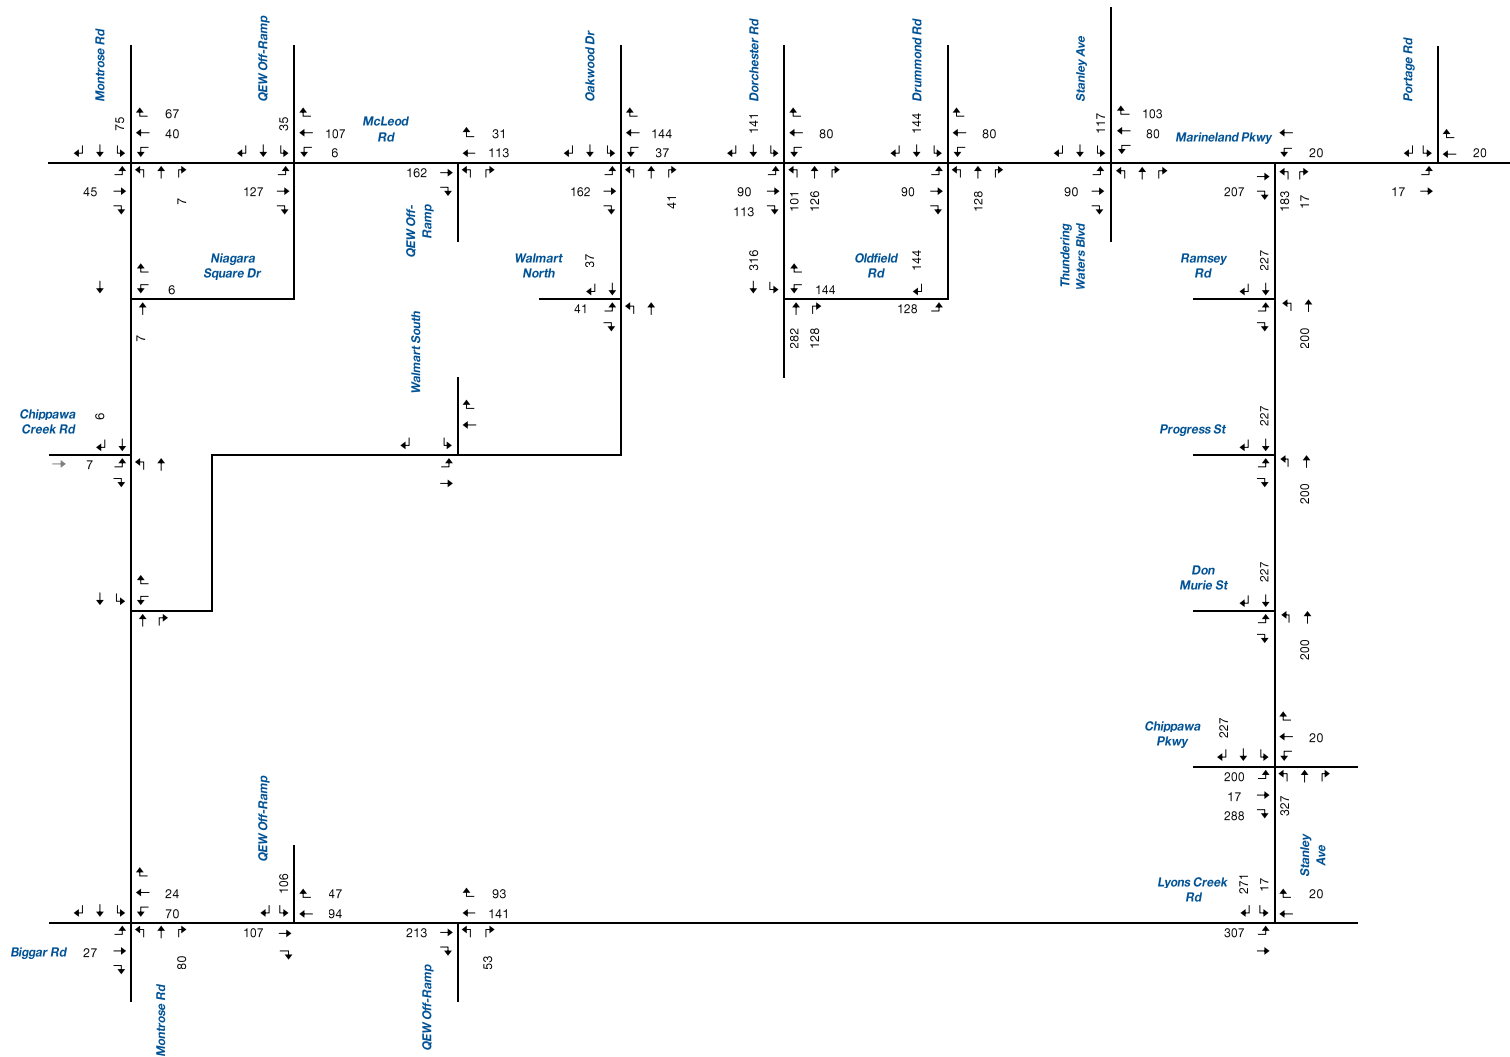 Montrose Rd
QEW Off-Ramp
Oakwood Dr
Dorchester Rd
Drummond Rd
Stanley Ave
Portage Rd
75
67
40
35
107
6
McLeod
Rd
31
113
144
37
141
80
144
80
117
103
80
Marineland Pkwy
20
20
45
7
127
162
162
41
90
113
101
126
90
128
90
207
183
17
17
QEW Off-
Ramp
Niagara
Square Dr
6
7
Walmart
North
37
41
316
144
282
128
Oldfield
Rd
144
128
Thundering
Waters Blvd
Ramsey
Rd
227
200
Walmart South
Chippawa
Creek Rd
6
7
Progress St
227
200
Don
Murie St
227
200
Chippawa
Pkwy
227
20
200
17
288
327
Stanley
Ave
QEW Off-Ramp
24
70
106
47
94
93
141
Lyons Creek
Rd
271
17
20
Biggar Rd
27
80
107
213
53
307
Montrose Rd
QEW Off-Ramp